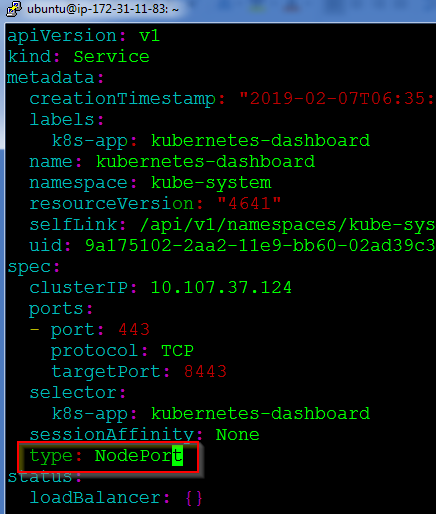 ubuntu@ip-172-31-11-83: ~
apiVersion: v1
kind: Service
metadata:
  creationTimestamp: "2019-02-07T06:35:
  labels:
    k8s-app: kubernetes-dashboard
  name: kubernetes-dashboard
  namespace: kube-system
  resourceVersion: "4641"
  selfLink: /api/v1/namespaces/kube-sys
  uid: 9a175102-2aa2-11e9-bb60-02ad39c3
spec:
  clusterIP: 10.107.37.124
  ports:
  - port: 443
    protocol: TCP
    targetPort: 8443
  selector:
    k8s-app: kubernetes-dashboard
  sessionAffinity: None
  type: NodePort
status:
  loadBalancer: {}